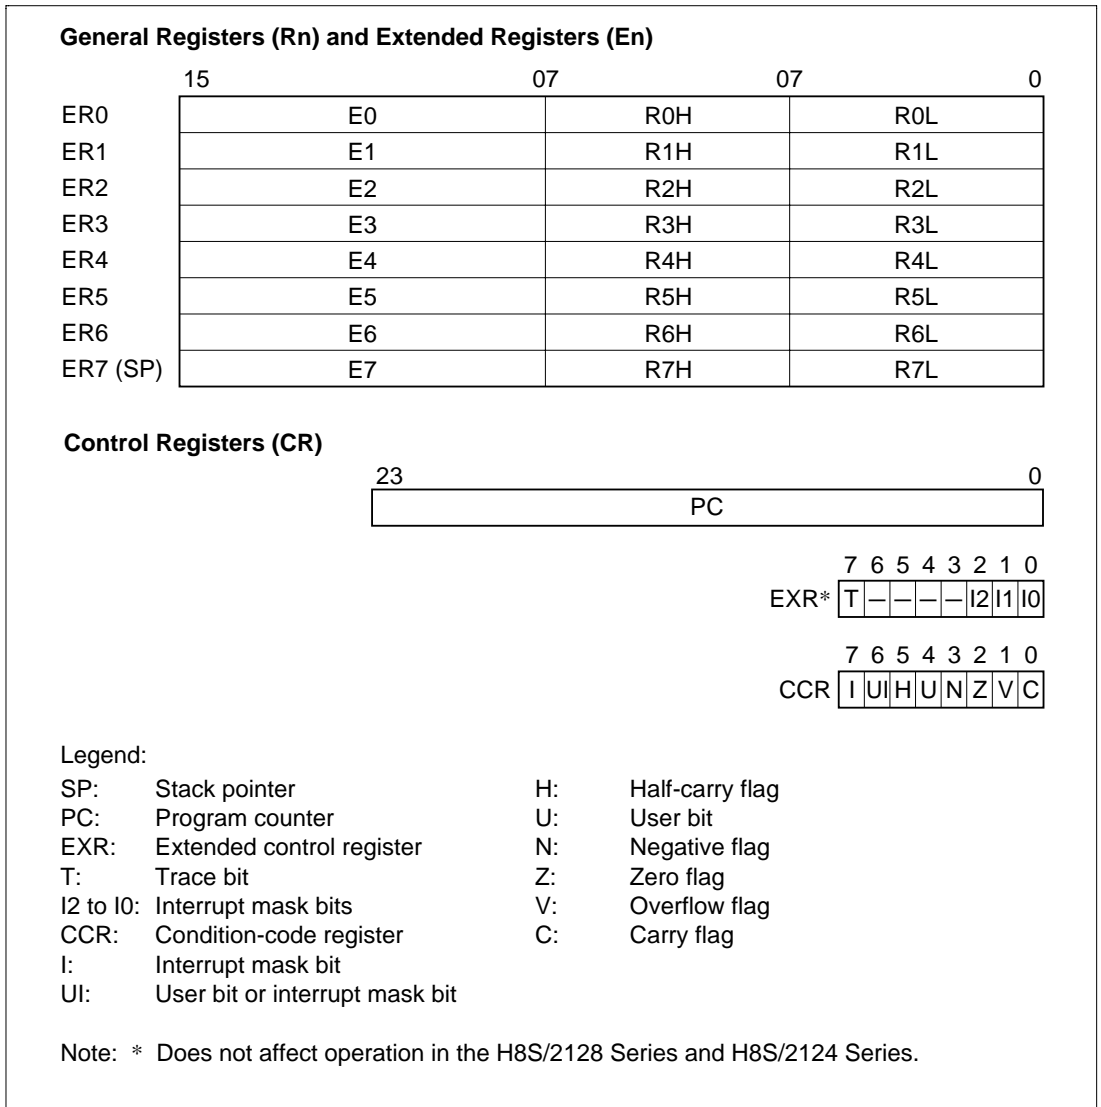 General Registers (Rn) and Extended Registers (En)
15 07 07 0
ER0 E0 R0H R0L
ER1 E1 R1H R1L
ER2 E2 R2H R2L
ER3 E3 R3H R3L
ER4 E4 R4H R4L
ER5 E5 R5H R5L
ER6 E6 R6H R6L
ER7 (SP) E7 R7H R7L
Control Registers (CR)
23 0
PC
7 6 5 4 3 2 1 0
EXR* T — — — — I2 I1 I0
7 6 5 4 3 2 1 0
CCR I UI H U N Z V C
Legend:
SP: Stack pointer H: Half-carry flag
PC: Program counter U: User bit
EXR: Extended control register N: Negative flag
T: Trace bit Z: Zero flag
I2 to I0: Interrupt mask bits V: Overflow flag
CCR: Condition-code register C: Carry flag
I: Interrupt mask bit
UI: User bit or interrupt mask bit
Note: * Does not affect operation in the H8S/2128 Series and H8S/2124 Series.